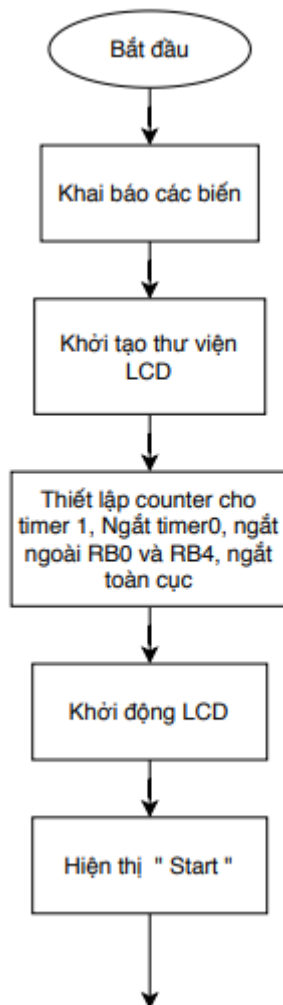 Bắt đầu
Khai báo các biến
Khởi tạo thư viện
LCD
Thiết lập counter cho
timer 1, Ngắt timer0, ngắt
ngoài RB0 và RB4, ngắt
toàn cục
Khởi động LCD
Hiện thị " Start "